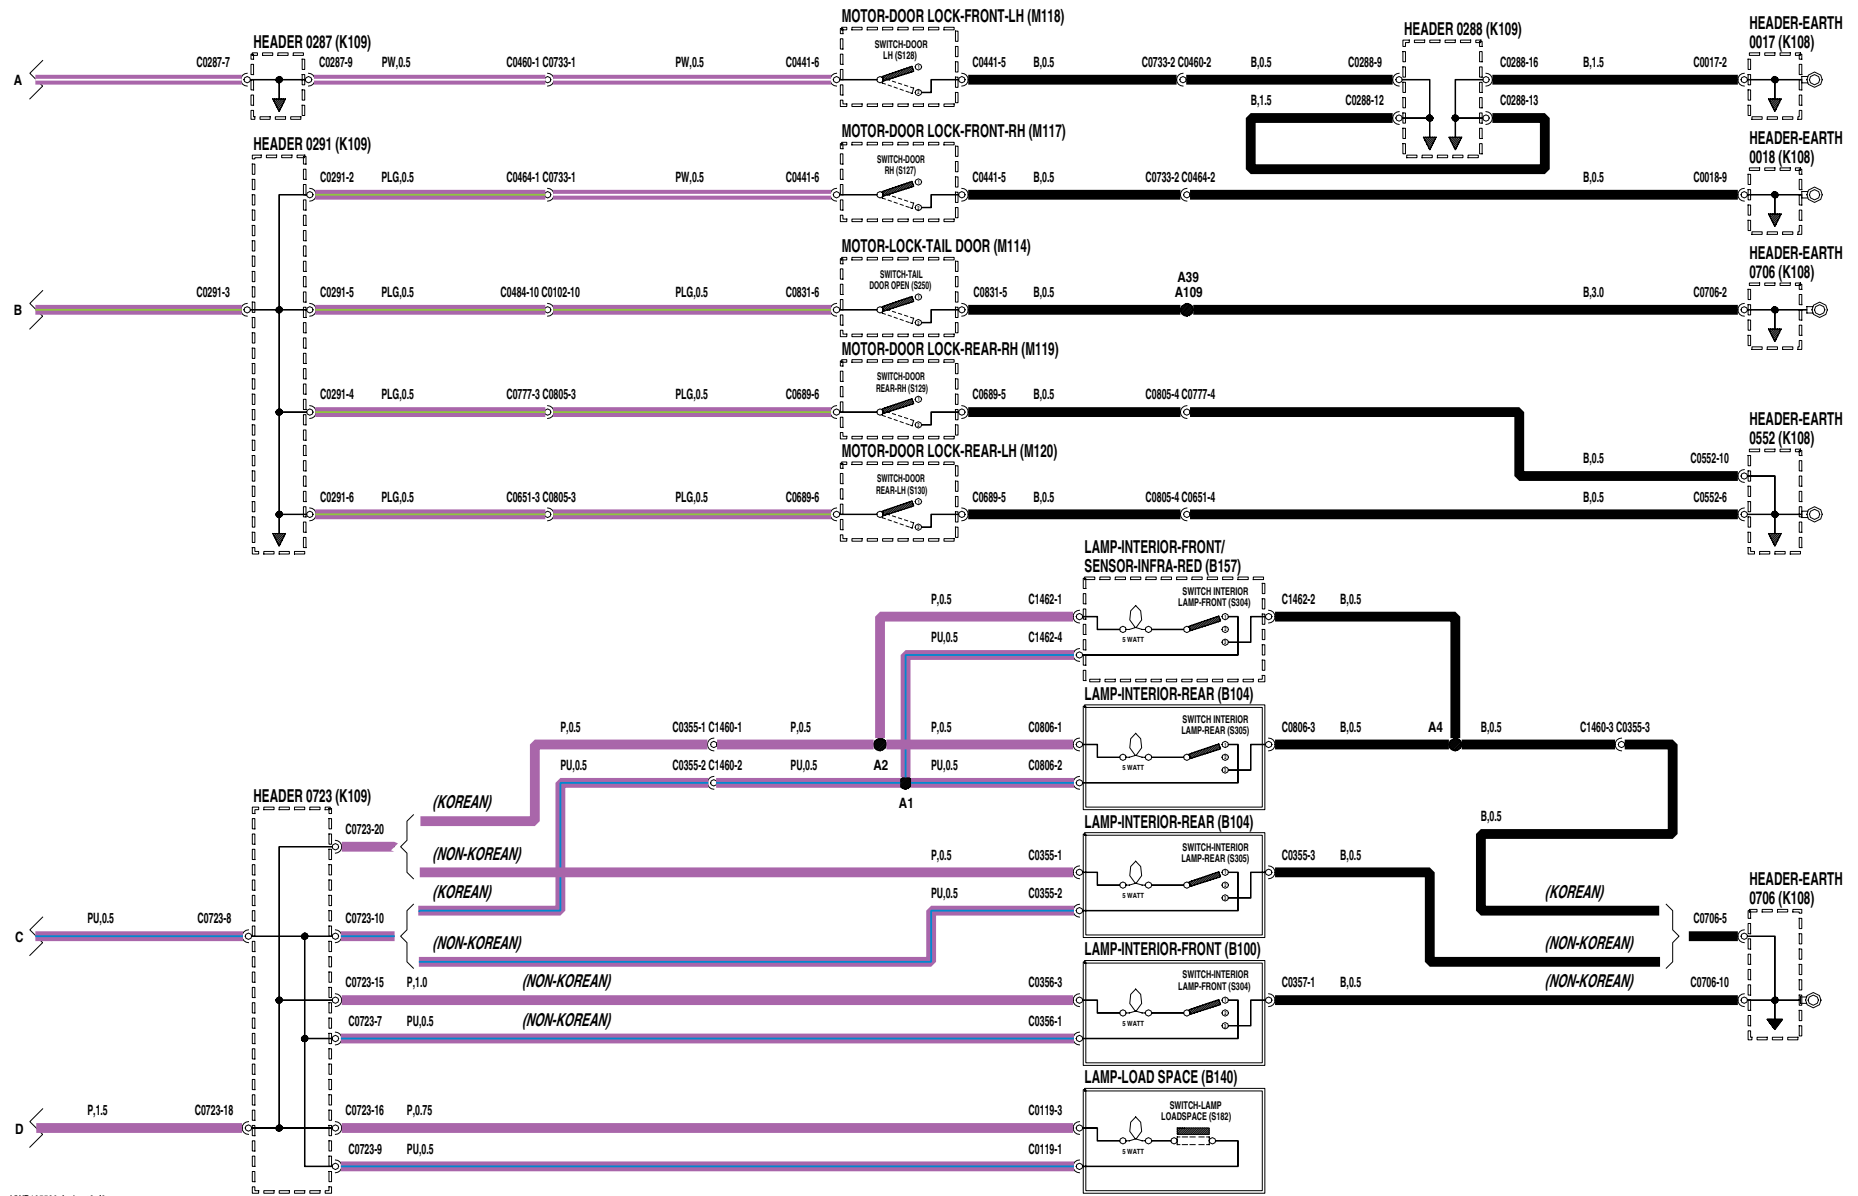 MOTOR-DOOR LOCK-FRONT-LH (M118)
HEADER 0287 (K109)
HEADER 0288 (K109)
HEADER-EARTH
0017 (K108)
SWITCH-DOOR
LH (S128)
A
C0287-7
C0287-9
PW,0.5
C0460-1 C0733-1
PW,0.5
C0441-6
C0441-5
B,0.5
C0733-2 C0460-2
B,0.5
C0288-9
C0288-16
B,1.5
C0017-2
B,1.5
C0288-12
C0288-13
HEADER 0291 (K109)
MOTOR-DOOR LOCK-FRONT-RH (M117)
HEADER-EARTH
0018 (K108)
SWITCH-DOOR
RH (S127)
C0291-2
PLG,0.5
C0464-1 C0733-1
PW,0.5
C0441-6
C0441-5
B,0.5
C0733-2 C0464-2
B,0.5
C0018-9
MOTOR-LOCK-TAIL DOOR (M114)
HEADER-EARTH
0706 (K108)
SWITCH-TAIL
DOOR OPEN (S250)
A39
A109
B
C0291-3
C0291-5
PLG,0.5
C0484-10 C0102-10
PLG,0.5
C0831-6
C0831-5
B,0.5
B,3.0
C0706-2
MOTOR-DOOR LOCK-REAR-RH (M119)
SWITCH-DOOR
REAR-RH (S129)
C0291-4
PLG,0.5
C0777-3 C0805-3
PLG,0.5
C0689-6
C0689-5
B,0.5
C0805-4 C0777-4
HEADER-EARTH
0552 (K108)
B,0.5
C0552-10
MOTOR-DOOR LOCK-REAR-LH (M120)
SWITCH-DOOR
REAR-LH (S130)
C0291-6
PLG,0.5
C0651-3 C0805-3
PLG,0.5
C0689-6
C0689-5
B,0.5
C0805-4 C0651-4
B,0.5
C0552-6
LAMP-INTERIOR-FRONT/
SENSOR-INFRA-RED (B157)
SWITCH INTERIOR
LAMP-FRONT (S304)
5 WATT
P,0.5
C1462-1
C1462-2
B,0.5
PU,0.5
C1462-4
LAMP-INTERIOR-REAR (B104)
SWITCH INTERIOR
LAMP-REAR (S305)
5 WATT
P,0.5
C0355-1 C1460-1
P,0.5
A2
P,0.5
C0806-1
C0806-3
B,0.5
A4
B,0.5
C1460-3 C0355-3
PU,0.5
C0355-2 C1460-2
PU,0.5
A1
PU,0.5
C0806-2
HEADER 0723 (K109)
(KOREAN)
C0723-20
(NON-KOREAN)
LAMP-INTERIOR-REAR (B104)
SWITCH-INTERIOR
LAMP-REAR (S305)
5 WATT
P,0.5
C0355-1
C0355-3
B,0.5
B,0.5
PU,0.5
C0355-2
HEADER-EARTH
0706 (K108)
(KOREAN)
(KOREAN)
C
PU,0.5
C0723-8
C0723-10
(NON-KOREAN)
(NON-KOREAN)
C0706-5
LAMP-INTERIOR-FRONT (B100)
SWITCH-INTERIOR
LAMP-FRONT (S304)
5 WATT
C0723-15
P,1.0
(NON-KOREAN)
C0356-3
C0357-1
B,0.5
(NON-KOREAN)
C0706-10
C0723-7
PU,0.5
(NON-KOREAN)
C0356-1
LAMP-LOAD SPACE (B140)
SWITCH-LAMP
LOADSPACE (S182)
5 WATT
D
P,1.5
C0723-18
C0723-16
P,0.75
C0119-3
C0723-9
PU,0.5
C0119-1